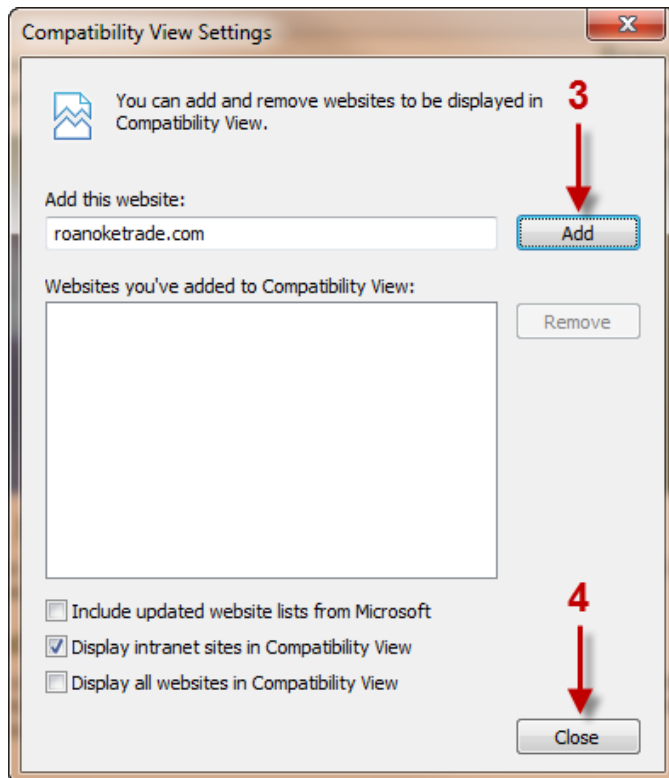 Compatibility View Settings
You can add and remove websites to be displayed in
Compatibility View.
3
Add this website:
roanoketrade.com
Add
Websites you've added to Compatibility View:
Remove
Include updated website lists from Microsoft
Display intranet sites in Compatibility View
Display all websites in Compatibility View
4
Close